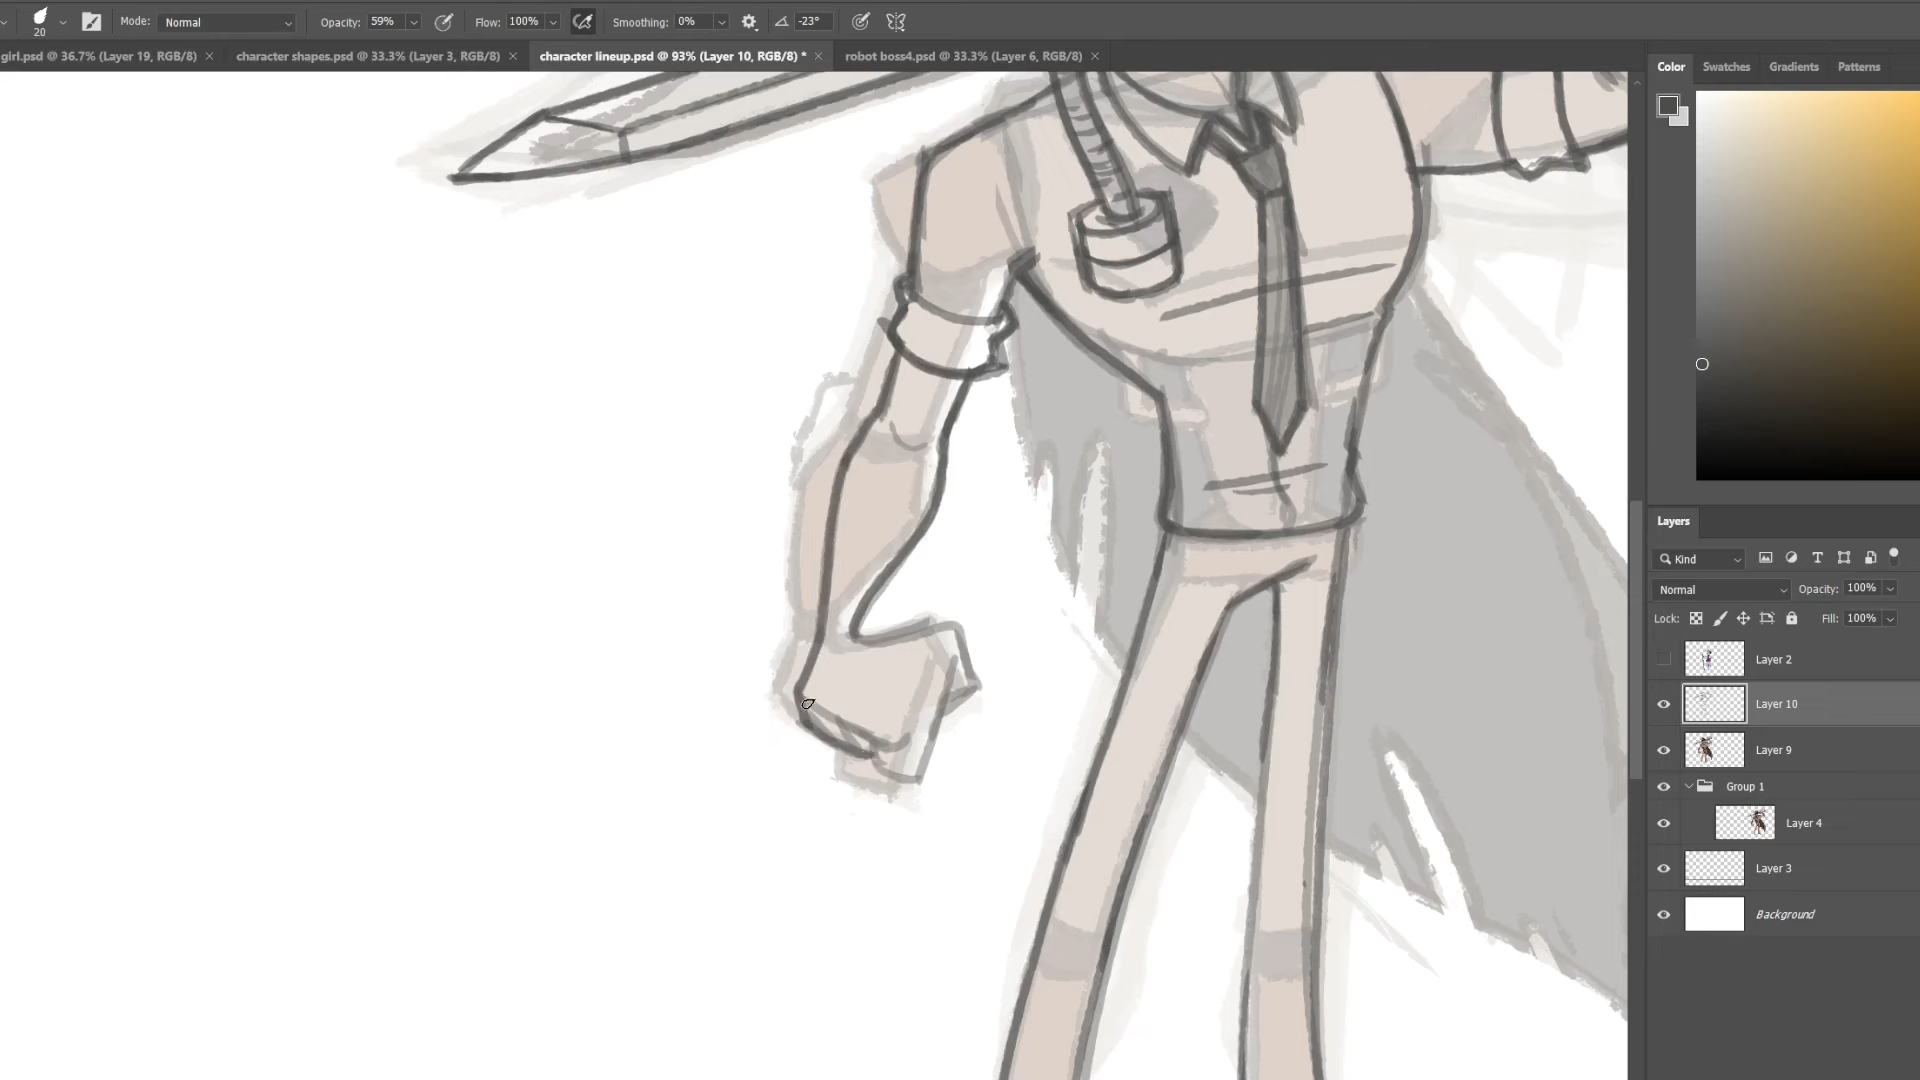 20
Mode: Normal
Opacity: 59%
Flow: 100%
Smoothing: 0%
-23°
girl.psd @ 36.7% (Layer 19, RGB/8)
character shapes.psd @ 33.3% (Layer 3, RGB/8)
character lineup.psd @ 93% (Layer 10, RGB/8) *
robot boss4.psd @ 33.3% (Layer 6, RGB/8)
Color
Swatches
Gradients
Patterns
Layers
Kind
Normal
Opacity: 100%
Lock:
Fill: 100%
Layer 2
Layer 10
Layer 9
Group 1
Layer 4
Layer 3
Background